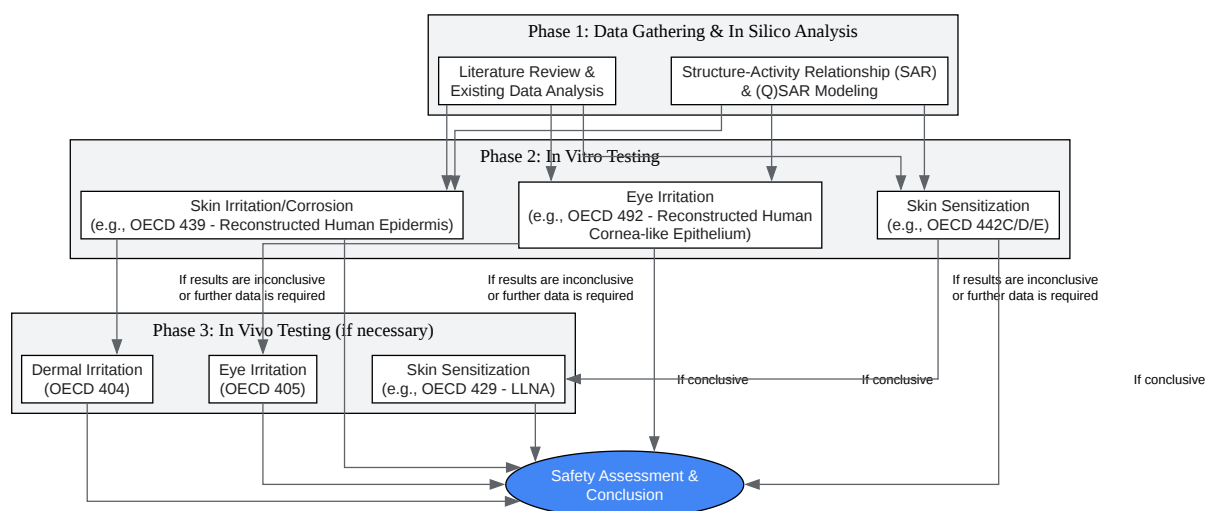 Phase 1: Data Gathering & In Silico Analysis
Literature Review &
Existing Data Analysis
Structure-Activity Relationship (SAR)
& (Q)SAR Modeling
Phase 2: In Vitro Testing
Skin Irritation/Corrosion
(e.g., OECD 439 - Reconstructed Human Epidermis)
Eye Irritation
(e.g., OECD 492 - Reconstructed Human
Cornea-like Epithelium)
Skin Sensitization
(e.g., OECD 442C/D/E)
If results are inconclusive
or further data is required
If results are inconclusive
or further data is required
If results are inconclusive
or further data is required
Phase 3: In Vivo Testing (if necessary)
Dermal Irritation
(OECD 404)
Eye Irritation
(OECD 405)
Skin Sensitization
(e.g., OECD 429 - LLNA)
If conclusive
If conclusive
If conclusive
Safety Assessment &
Conclusion